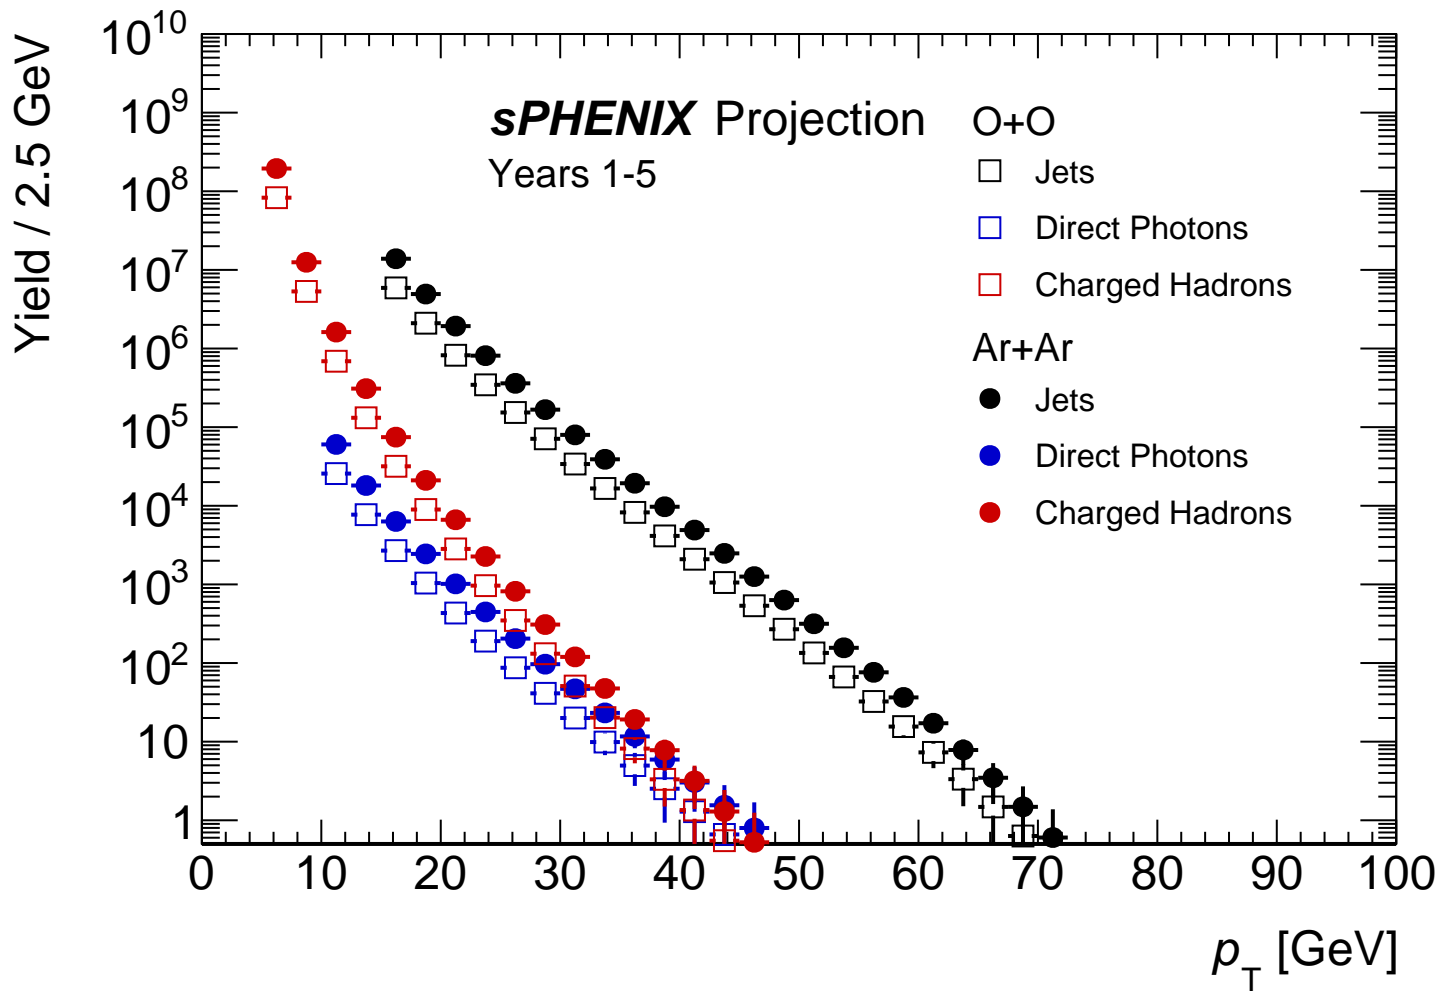 Yield / 2.5 GeV
10^10
10^9
10^8
10^7
10^6
10^5
10^4
10^3
10^2
10
1
sPHENIX Projection
Years 1-5
O+O
Jets
Direct Photons
Charged Hadrons
Ar+Ar
Jets
Direct Photons
Charged Hadrons
0 10 20 30 40 50 60 70 80 90 100
p_T [GeV]